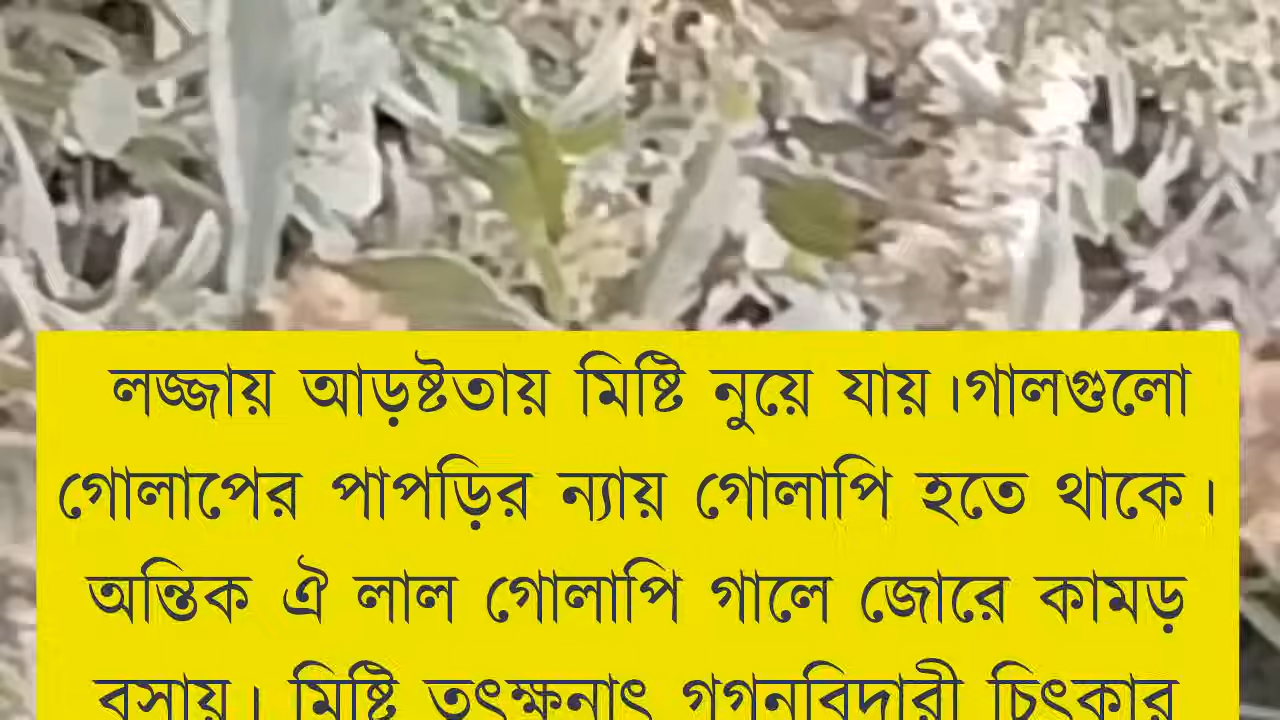 লজ্জায় আড়ষ্টতায় মিষ্টি নুয়ে যায়।গালগুলো
গোলাপের পাপড়ির ন্যায় গোলাপি হতে থাকে।
অন্তিক ঐ লাল গোলাপি গালে জোরে কামড়
বসায়। মিষ্টি তৎক্ষনাৎ গগনবিদারী চিৎকার